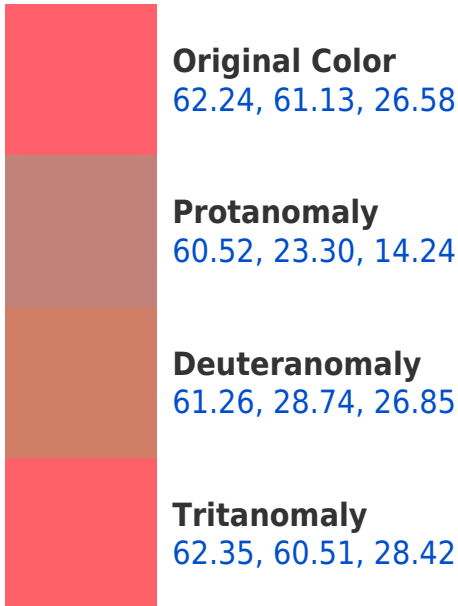 Original Color
62.24, 61.13, 26.58
Protanomaly
60.52, 23.30, 14.24
Deuteranomaly
61.26, 28.74, 26.85
Tritanomaly
62.35, 60.51, 28.42